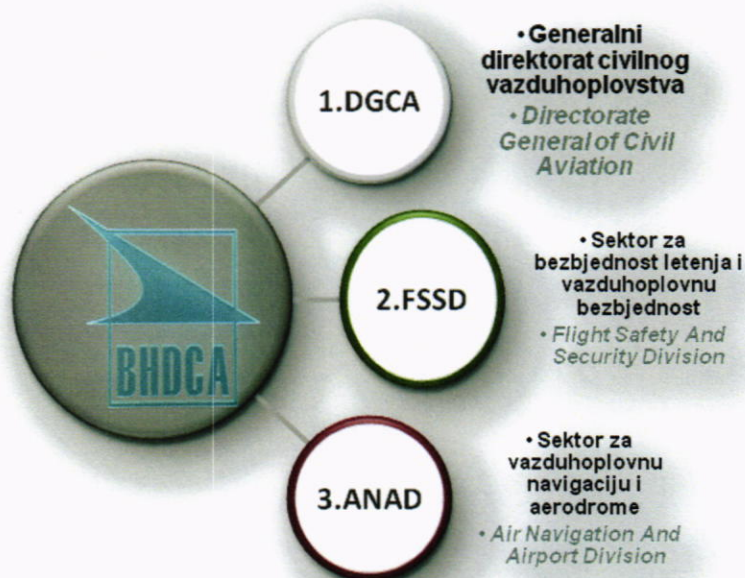 1.DGCA
• Generalni
direktorat civilnog
vazduhoplovstva
• Directorate
General of Civil
Aviation
BHDCA
2.FSSD
• Sektor za
bezbjednost letenja i
vazduhoplovnu
bezbjednost
• Flight Safety And
Security Division
3.ANAD
• Sektor za
vazduhoplovnu
navigaciju i
aerodrome
• Air Navigation And
Airport Division